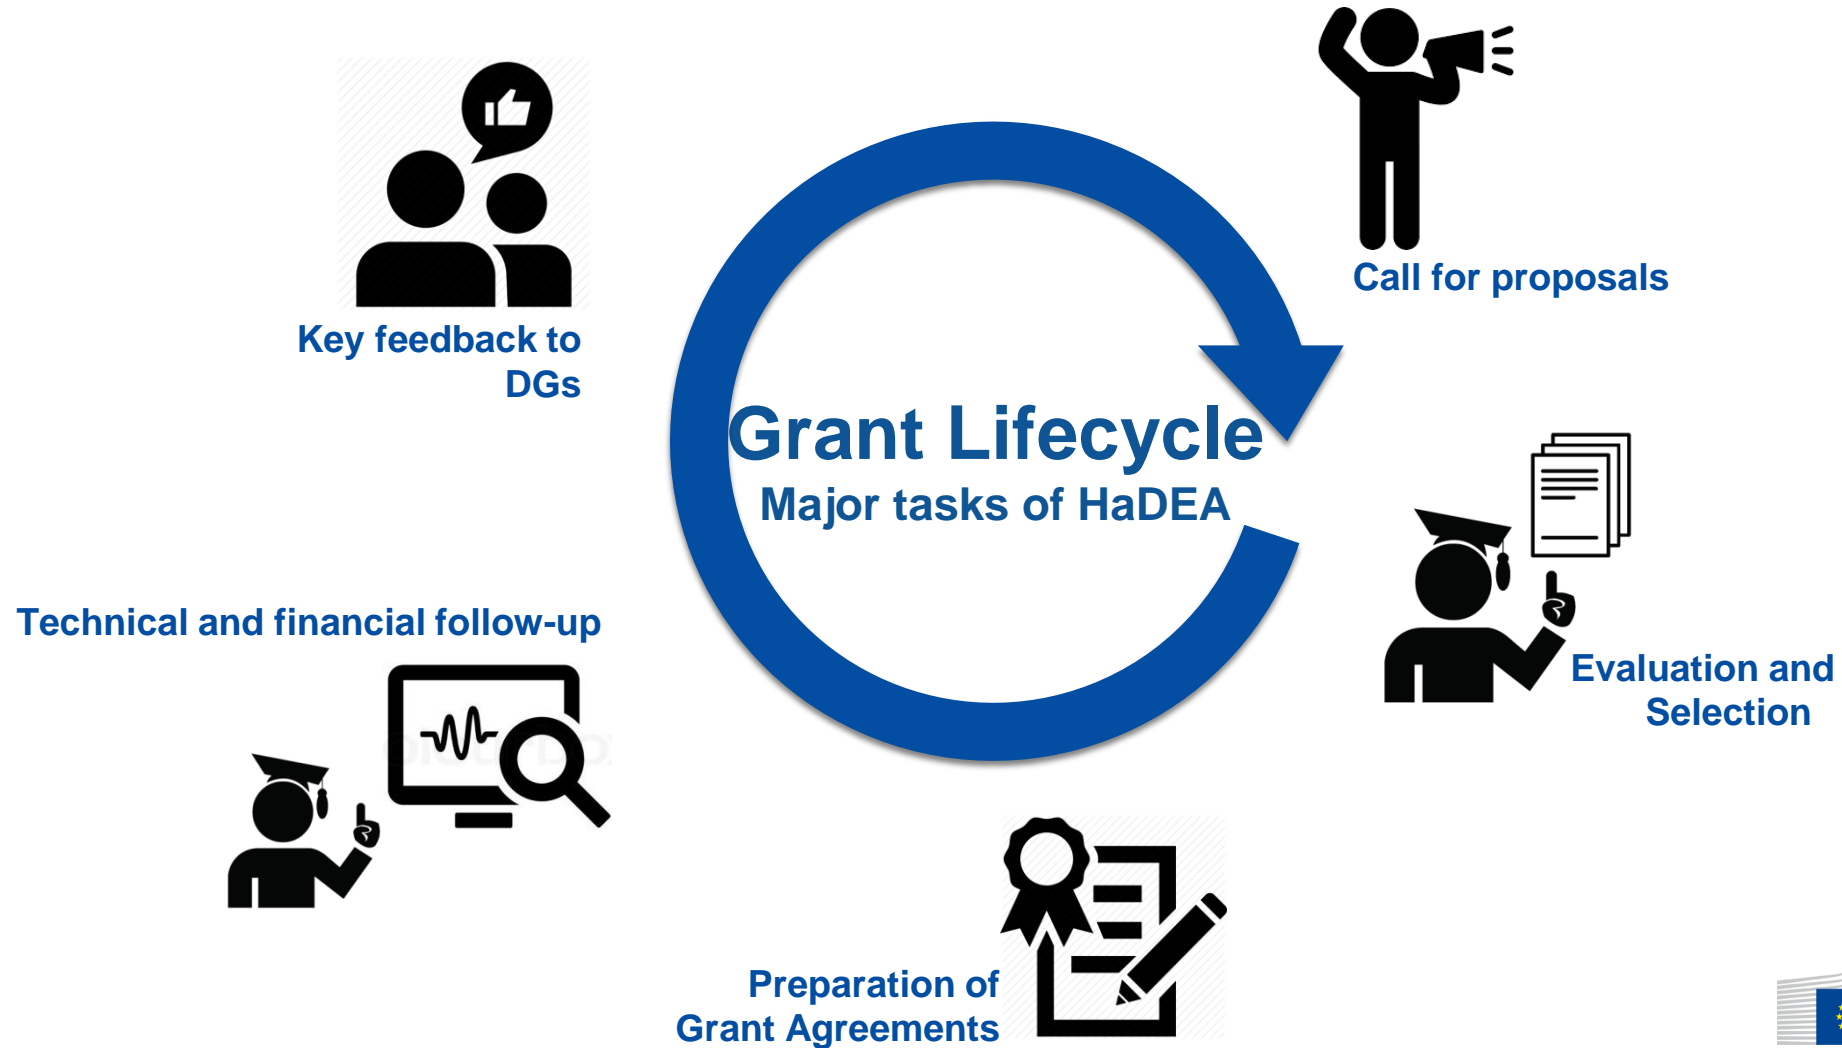 Call for proposals
Key feedback to
DGs
Grant Lifecycle
Major tasks of HaDEA
Technical and financial follow-up
Evaluation and
Selection
Preparation of
Grant Agreements